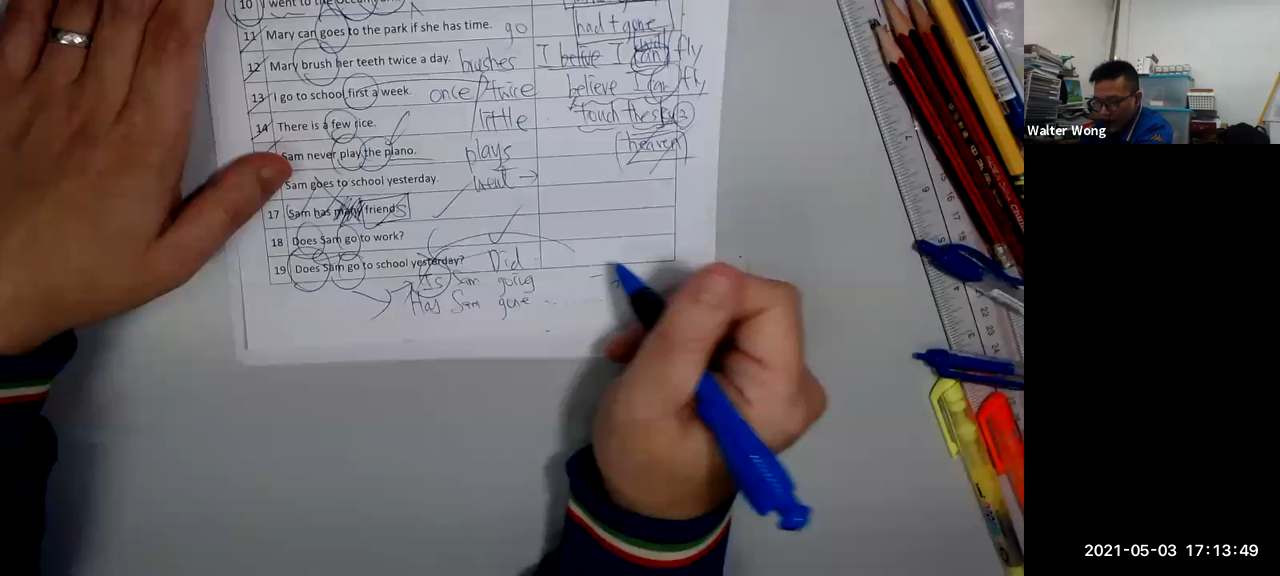 10 went to the
11 Mary can goes to the park if she has time. go had + gone
12 Mary brush her teeth twice a day. brushes I believe I can fly
13 I go to school first a week. once / twice believe I can fly
14 There is a few rice. little touch the sky 2
Sam never play the piano. plays (heaven)
Sam goes to school yesterday. went →
17 Sam has many friends
18 Does Sam go to work? ✓
19 Does Sam go to school yesterday? Did
Is Sam going
Has Sam gone
Walter Wong
2021-05-03 17:13:49